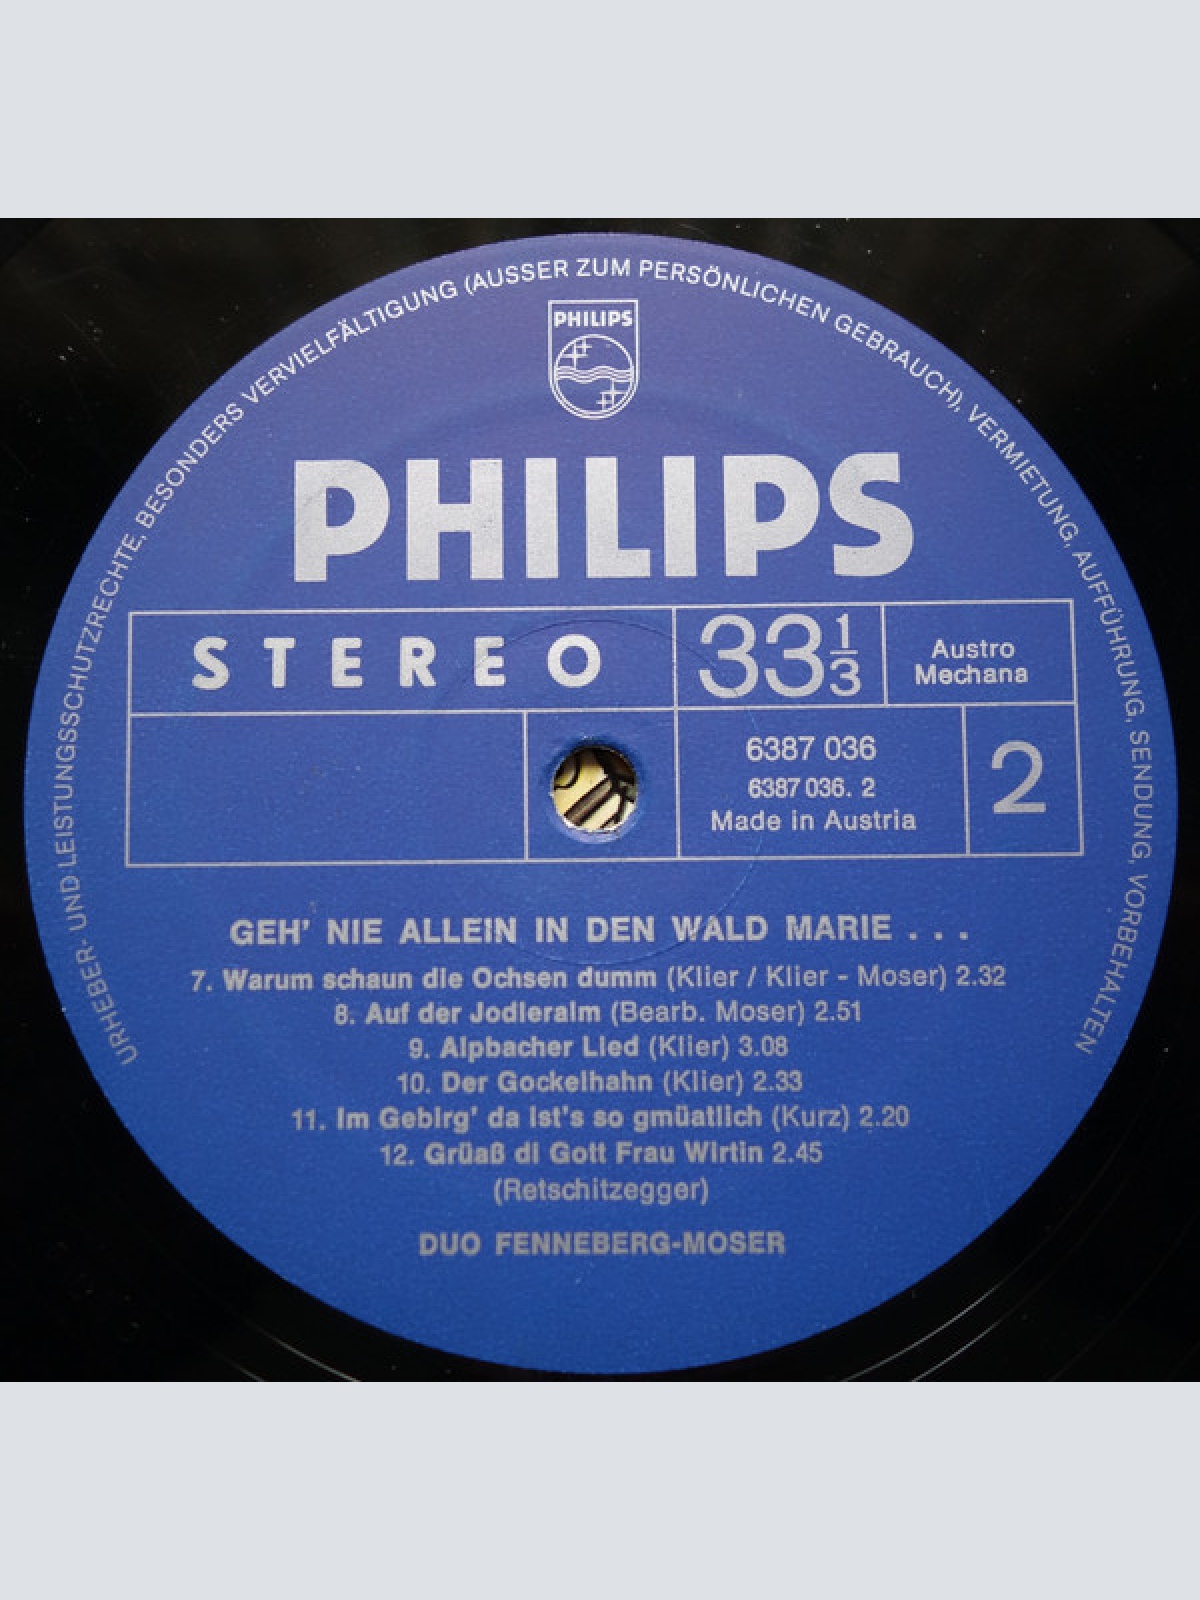 URHEBER- UND LEISTUNGSSCHUTZRECHTE, BESONDERS VERVIELFÄLTIGUNG (AUSSER ZUM PERSÖNLICHEN GEBRAUCH), VERMIETUNG, AUFFÜHRUNG, SENDUNG, VORBEHALTEN
PHILIPS
PHILIPS
STEREO
33 1/3
Austro
Mechana
6387 036
6387 036. 2
Made in Austria
2
GEH' NIE ALLEIN IN DEN WALD MARIE . . .
7. Warum schaun die Ochsen dumm (Klier / Klier - Moser) 2.32
8. Auf der Jodleralm (Bearb. Moser) 2.51
9. Alpbacher Lied (Klier) 3.08
10. Der Gockelhahn (Klier) 2.33
11. Im Gebirg' da ist's so gmüatlich (Kurz) 2.20
12. Grüaß di Gott Frau Wirtin 2.45
(Retschitzegger)
DUO FENNEBERG-MOSER